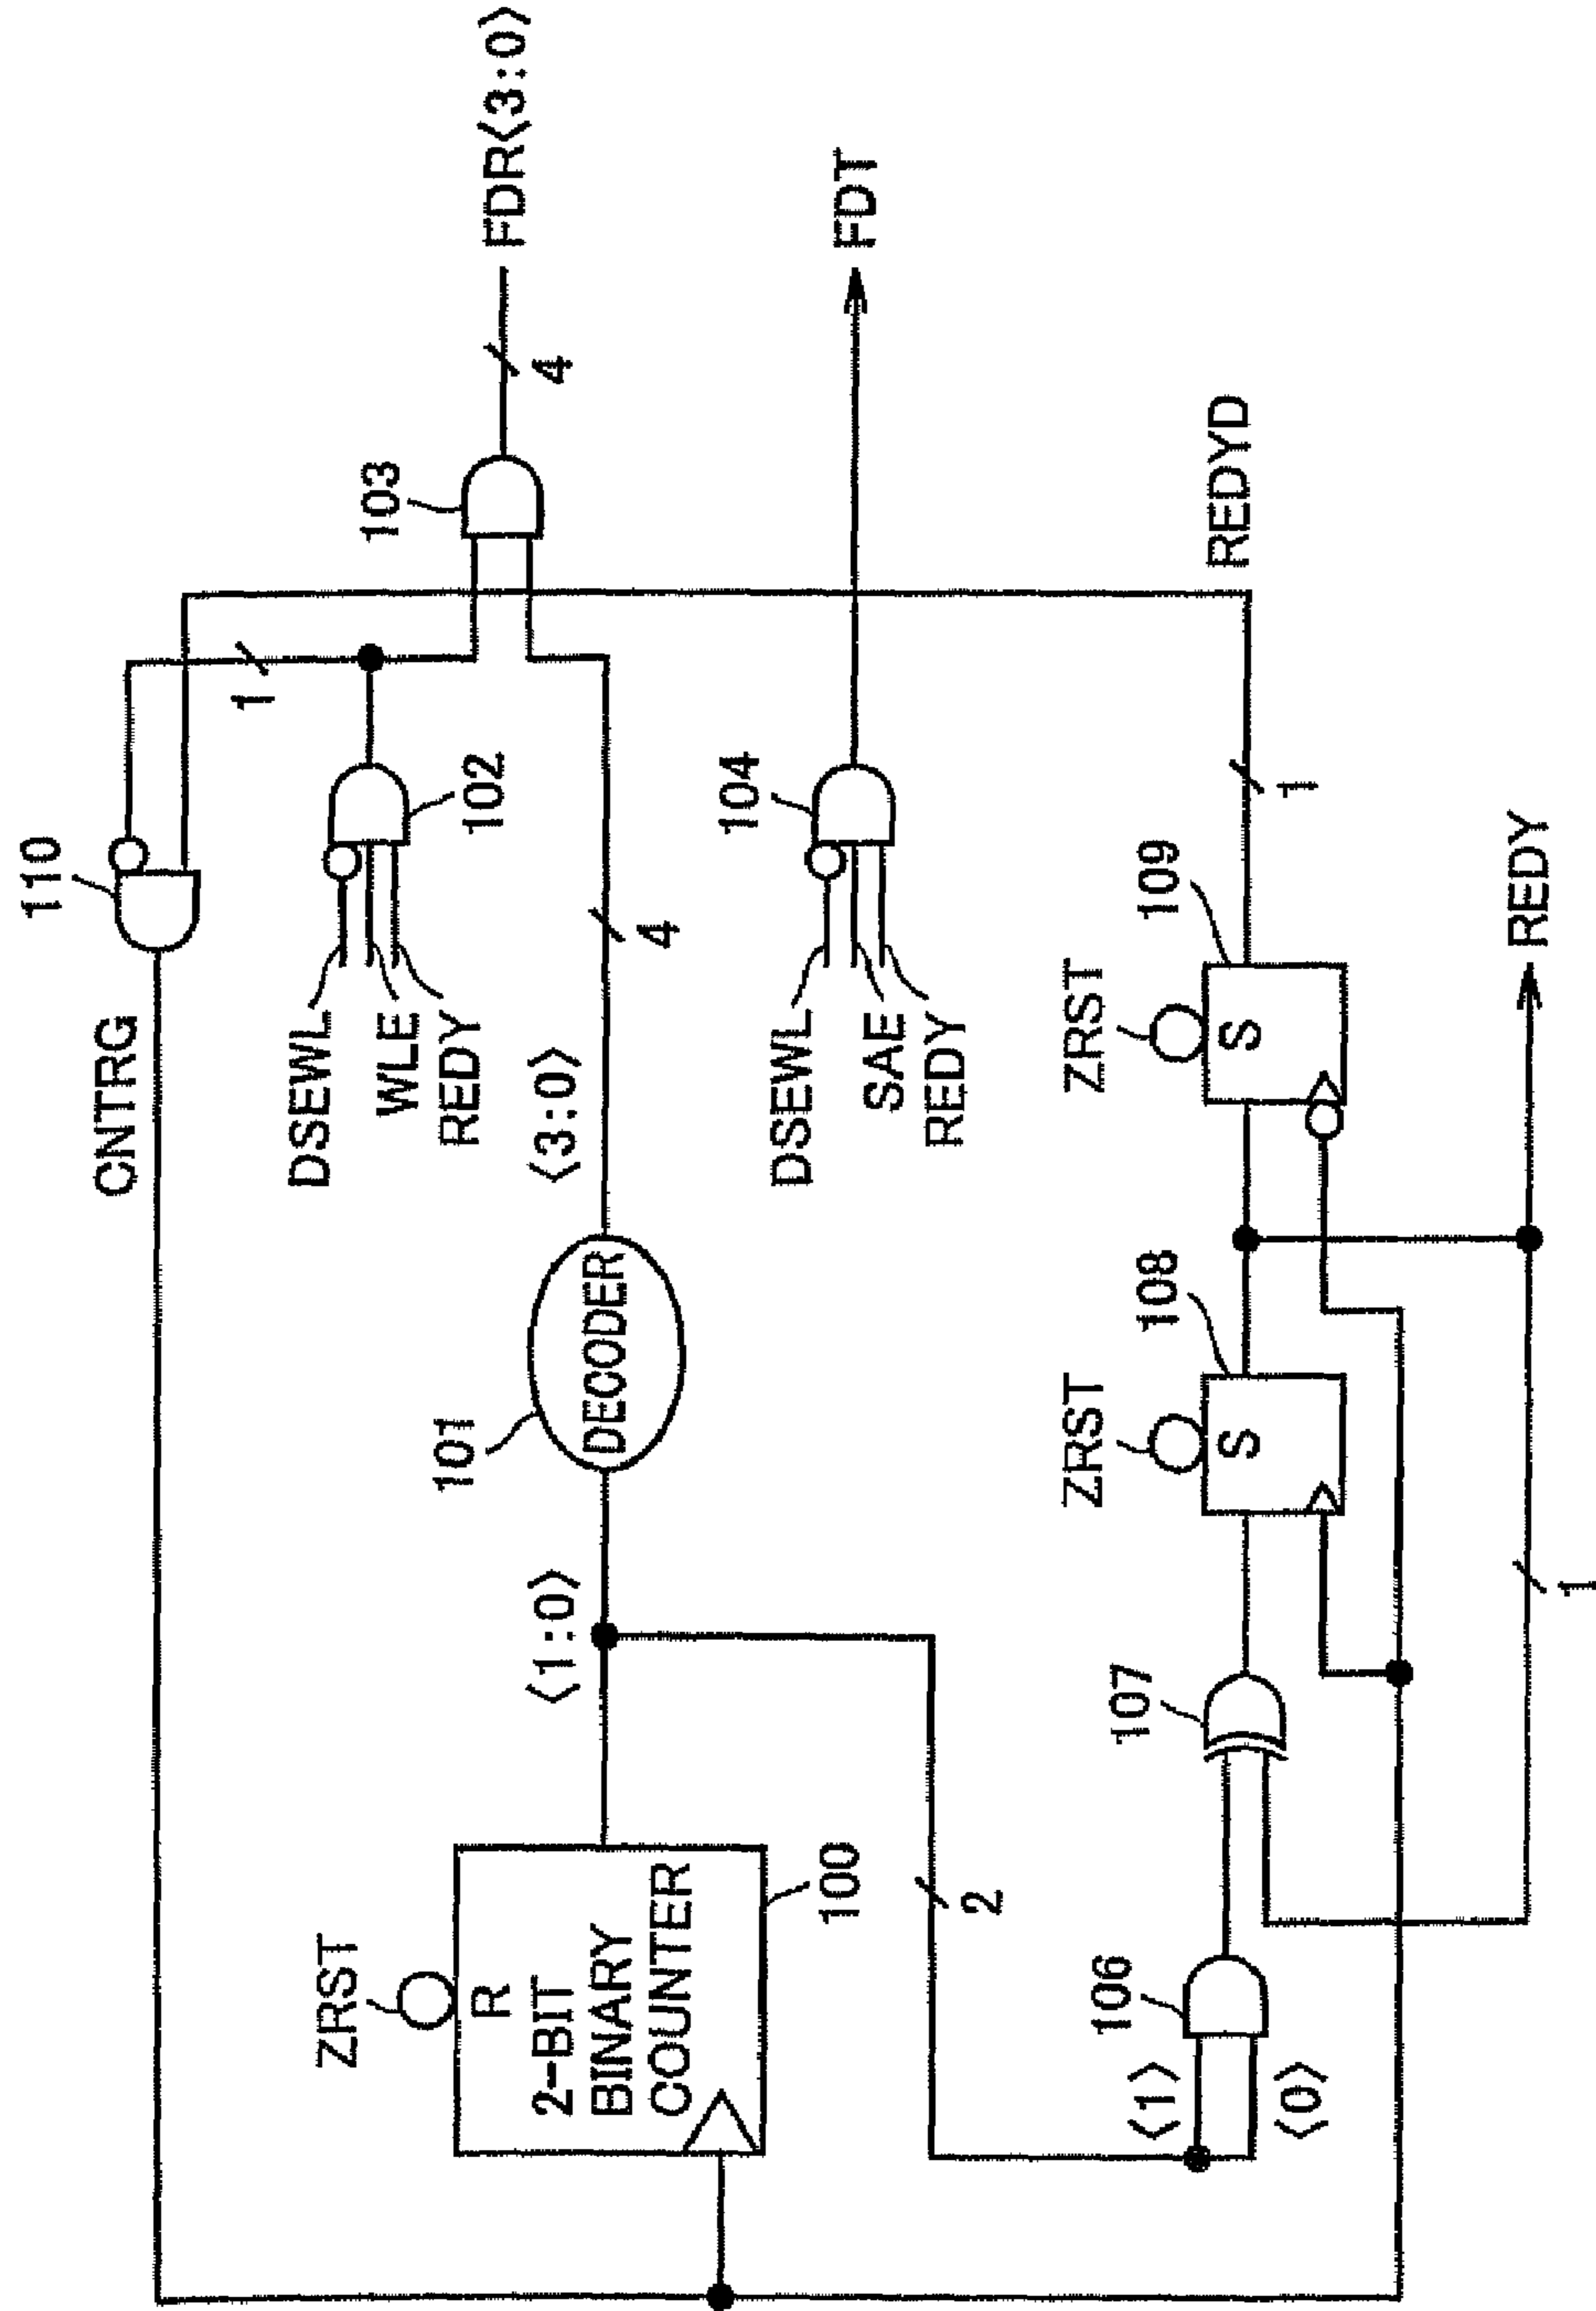 110
CNTRG
1
103
FDR<3:0>
4
DSEWL
WLE
REDY
102
ZRST
R
2-BIT
BINARY
COUNTER
100
<1:0>
101
DECODER
<3:0>
4
DSEWL
SAE
REDY
104
FDT
2
<1>
<0>
106
107
ZRST
S
108
ZRST
S
109
1
REDYD
1
REDY